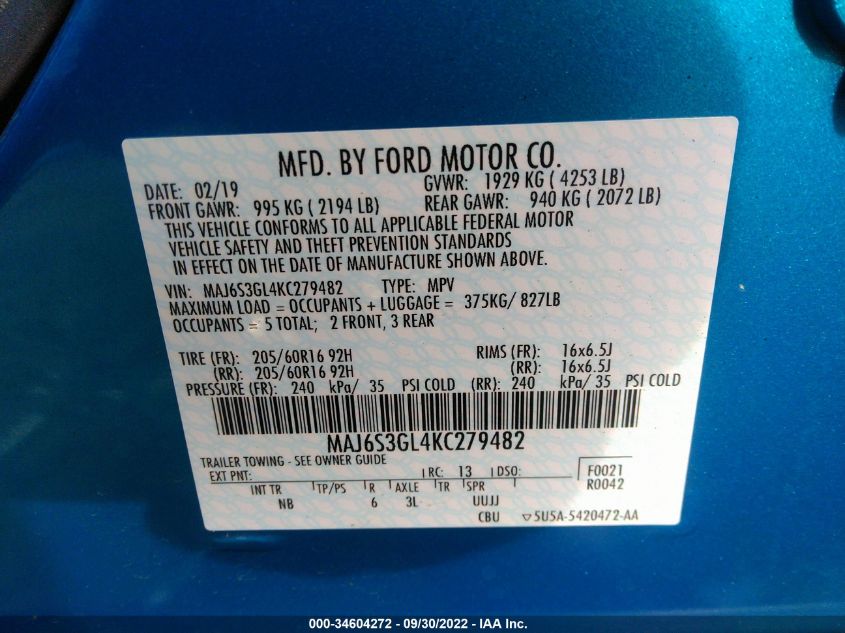 MFD. BY FORD MOTOR CO.
DATE: 02/19 GVWR: 1929 KG ( 4253 LB)
FRONT GAWR: 995 KG ( 2194 LB) REAR GAWR: 940 KG ( 2072 LB)
THIS VEHICLE CONFORMS TO ALL APPLICABLE FEDERAL MOTOR
VEHICLE SAFETY AND THEFT PREVENTION STANDARDS
IN EFFECT ON THE DATE OF MANUFACTURE SHOWN ABOVE.
VIN: MAJ6S3GL4KC279482 TYPE: MPV
MAXIMUM LOAD = OCCUPANTS + LUGGAGE = 375KG/ 827LB
OCCUPANTS = 5 TOTAL; 2 FRONT, 3 REAR
TIRE (FR): 205/60R16 92H RIMS (FR): 16x6.5J
(RR): 205/60R16 92H (RR): 16x6.5J
PRESSURE (FR): 240 kPa/ 35 PSI COLD (RR): 240 kPa/ 35 PSI COLD
MAJ6S3GL4KC279482
TRAILER TOWING - SEE OWNER GUIDE
EXT PNT: RC: 13 DSO: F0021
R0042
INT TR TP/PS R AXLE TR SPR
NB 6 3L UUJJ
CBU ▽5U5A-5420472-AA
000-34604272 - 09/30/2022 - IAA Inc.